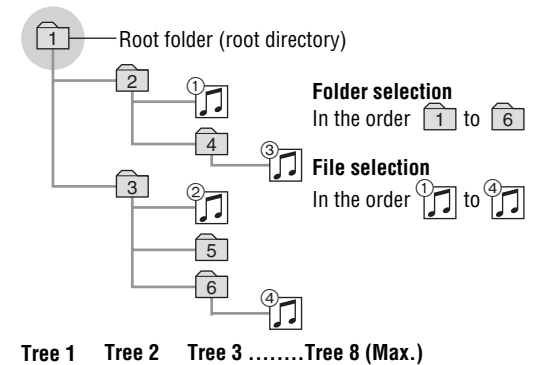 1 Root folder (root directory)
2 ①
4 ③
3 ②
5
6 ④
Folder selection
In the order 1 to 6
File selection
In the order ① to ④
Tree 1 Tree 2 Tree 3 ........Tree 8 (Max.)